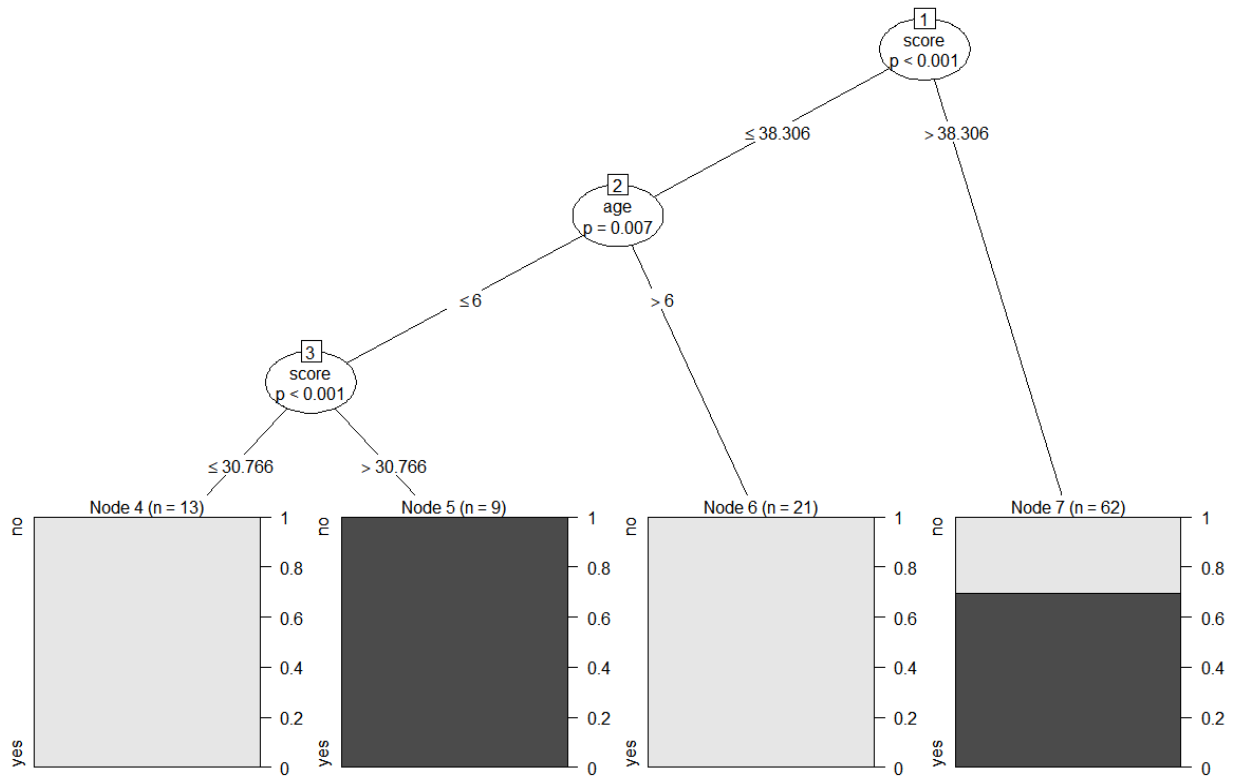 1
score
p < 0.001
≤ 38.306
> 38.306
2
age
p = 0.007
≤ 6
> 6
3
score
p < 0.001
≤ 30.766
> 30.766
Node 4 (n = 13)
no
yes
1
0.8
0.6
0.4
0.2
0
Node 5 (n = 9)
no
yes
1
0.8
0.6
0.4
0.2
0
Node 6 (n = 21)
no
yes
1
0.8
0.6
0.4
0.2
0
Node 7 (n = 62)
no
yes
1
0.8
0.6
0.4
0.2
0